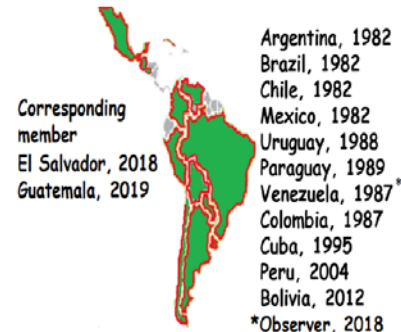 Corresponding
member
El Salvador, 2018
Guatemala, 2019
Argentina, 1982
Brazil, 1982
Chile, 1982
Mexico, 1982
Uruguay, 1988
Paraguay, 1989
Venezuela, 1987*
Colombia, 1987
Cuba, 1995
Peru, 2004
Bolivia, 2012
*Observer, 2018